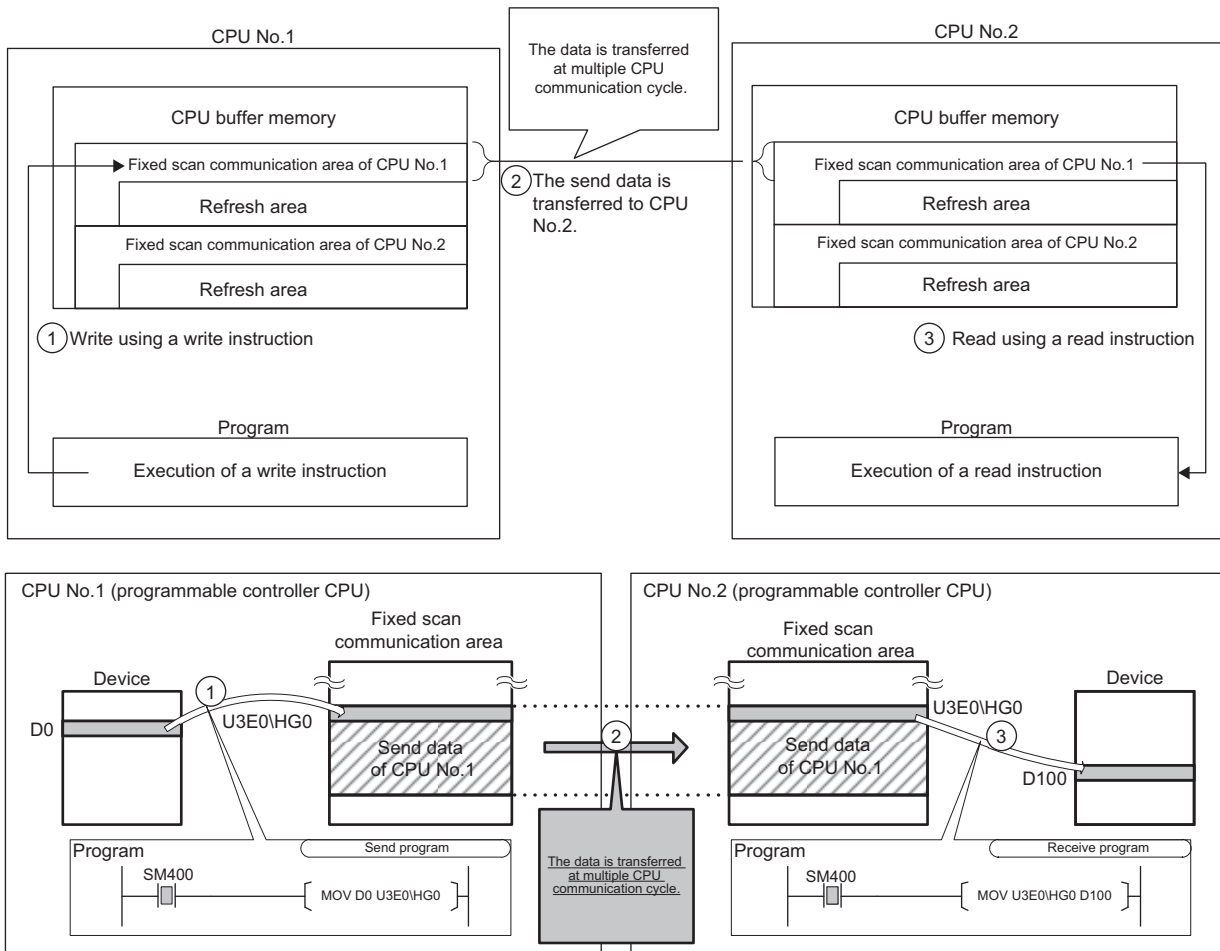 CPU No.1
The data is transferred
at multiple CPU
communication cycle.
CPU No.2
CPU buffer memory
Fixed scan communication area of CPU No.1
Refresh area
Fixed scan communication area of CPU No.2
Refresh area
2 The send data is
transferred to CPU
No.2.
CPU buffer memory
Fixed scan communication area of CPU No.1
Refresh area
Fixed scan communication area of CPU No.2
Refresh area
1 Write using a write instruction
3 Read using a read instruction
Program
Execution of a write instruction
Program
Execution of a read instruction
CPU No.1 (programmable controller CPU)
Fixed scan
communication area
Device
1
D0
U3E0\HG0
Send data
of CPU No.1
2
The data is transferred
at multiple CPU
communication cycle.
Program
Send program
SM400
MOV D0 U3E0\HG0
CPU No.2 (programmable controller CPU)
Fixed scan
communication area
Device
U3E0\HG0
3
Send data
of CPU No.1
D100
Program
Receive program
SM400
MOV U3E0\HG0 D100